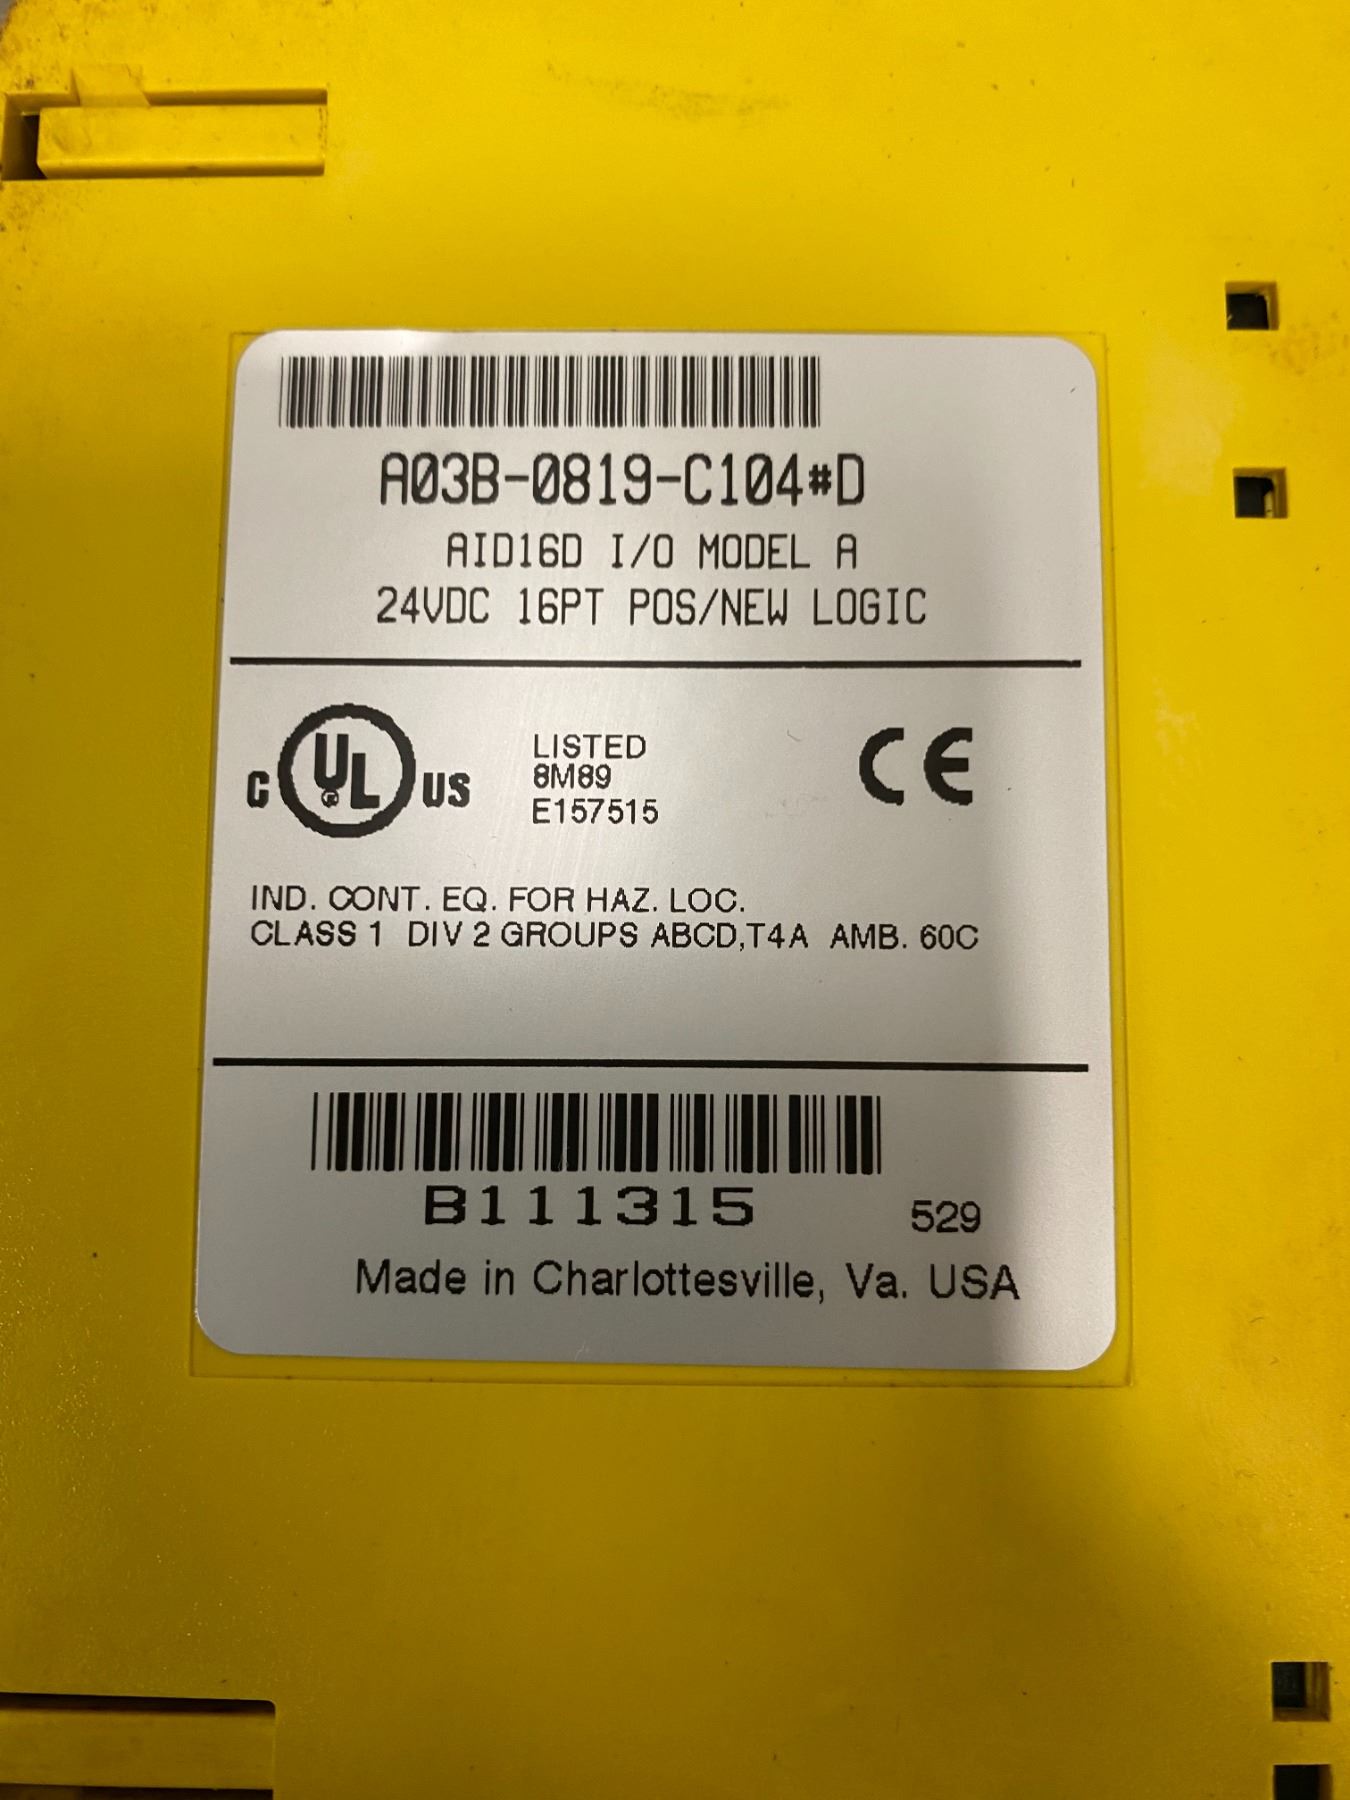 A03B-0819-C104#D
AID16D I/O MODEL A
24VDC 16PT POS/NEW LOGIC
C UL® US
LISTED
8M89
E157515
CE
IND. CONT. EQ. FOR HAZ. LOC.
CLASS 1 DIV 2 GROUPS ABCD,T4A AMB. 60C
B111315
529
Made in Charlottesville, Va. USA